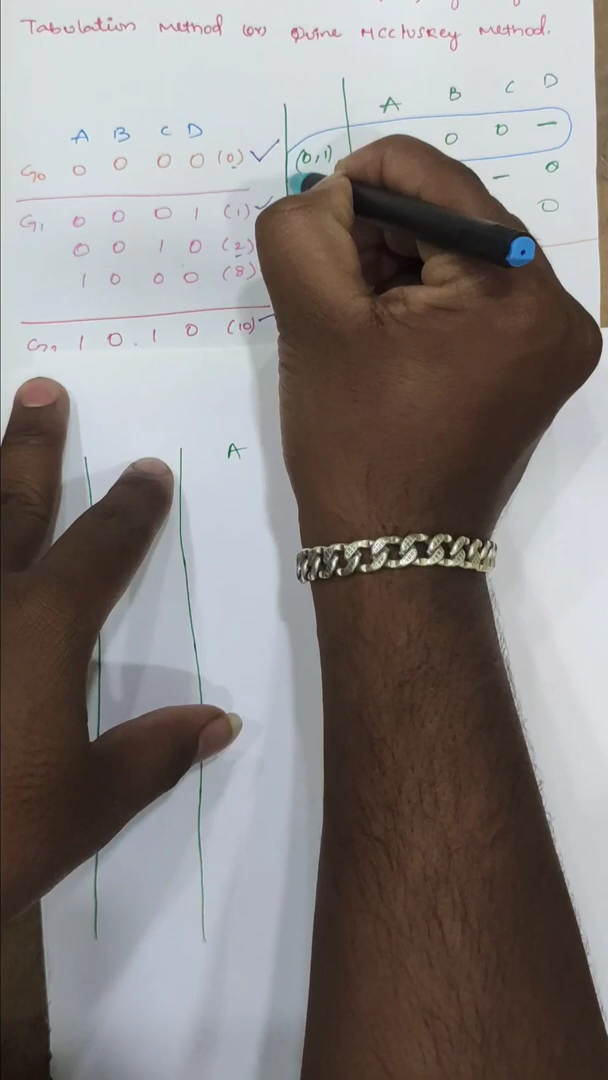 Tabulation Method (or) Quine McCluskey Method.
A B C D
G0 0 0 0 0 (0) ✓
G1 0 0 0 1 (1) ✓
0 0 1 0 (2)
1 0 0 0 (8)
G2 1 0 . 1 0 (10)
A B C D
(0,1) 0 0 —
— 0
0
A